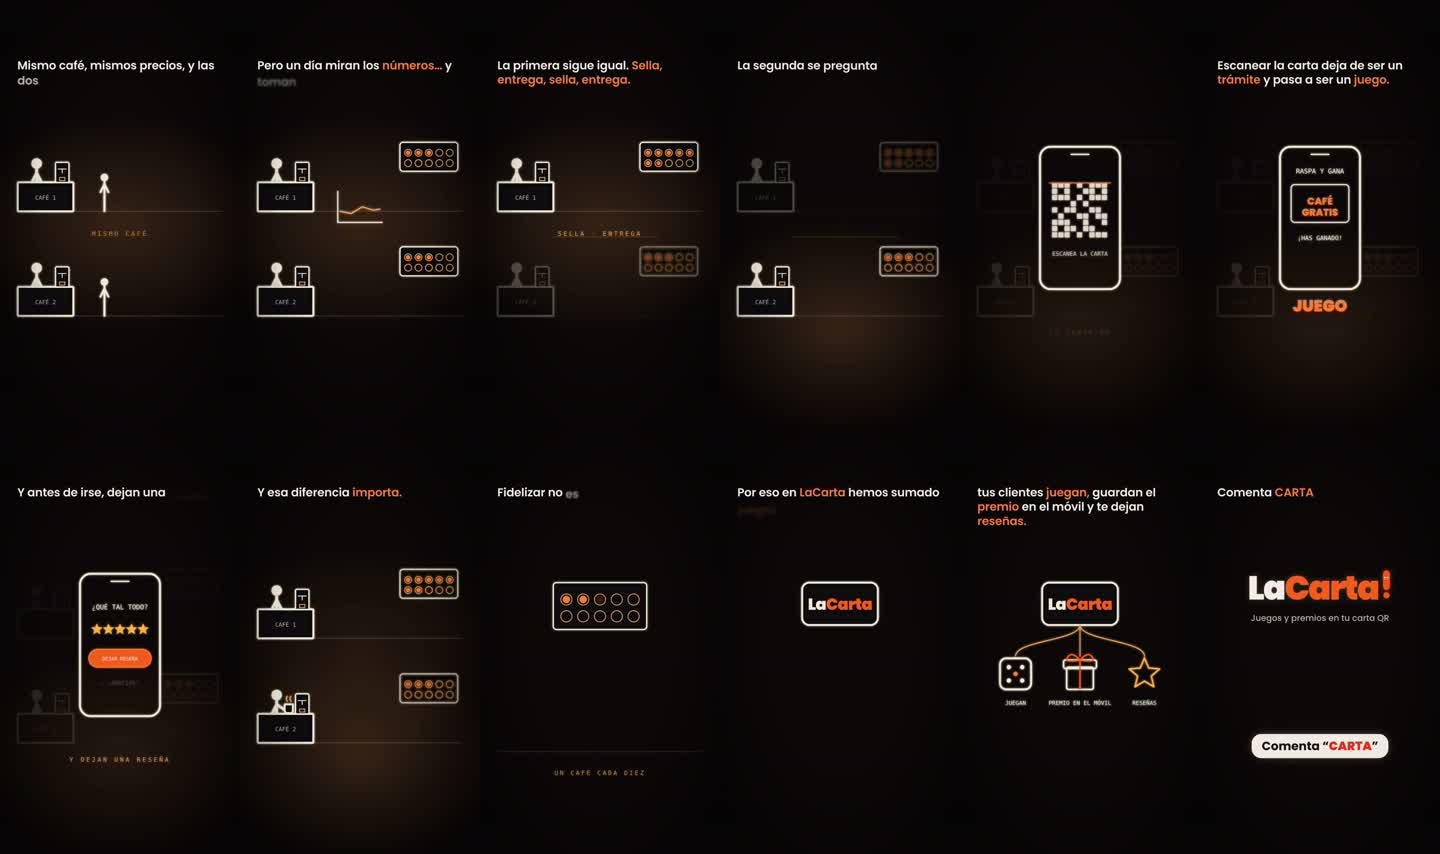 Mismo café, mismos precios, y las
dos
CAFÉ 1
MISMO CAFÉ
CAFÉ 2
Pero un día miran los números... y
toman
CAFÉ 1
CAFÉ 2
La primera sigue igual. Sella,
entrega, sella, entrega.
CAFÉ 1
SELLA · ENTREGA
CAFÉ 2
La segunda se pregunta
CAFÉ 1
CAFÉ 2
ESCANEA LA CARTA
Escanear la carta deja de ser un
trámite y pasa a ser un juego.
RASPA Y GANA
CAFÉ
GRATIS
¡HAS GANADO!
JUEGO
Y antes de irse, dejan una
¿QUÉ TAL TODO?
DEJAR RESEÑA
Y DEJAN UNA RESEÑA
Y esa diferencia importa.
CAFÉ 1
CAFÉ 2
Fidelizar no es
UN CAFÉ CADA DIEZ
Por eso en LaCarta hemos sumado
LaCarta
tus clientes juegan, guardan el
premio en el móvil y te dejan
reseñas.
LaCarta
JUEGAN
PREMIO EN EL MÓVIL
RESEÑAS
Comenta CARTA
LaCarta!
Juegos y premios en tu carta QR
Comenta “CARTA”